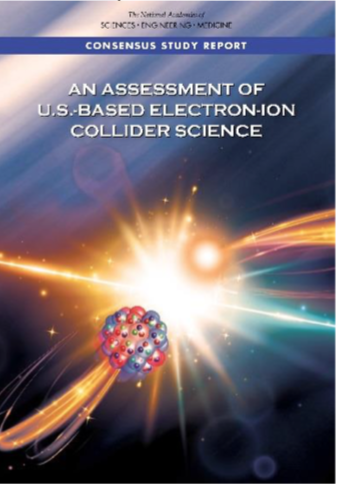 The National Academies of
SCIENCES • ENGINEERING • MEDICINE
CONSENSUS STUDY REPORT
AN ASSESSMENT OF
U.S.-BASED ELECTRON-ION
COLLIDER SCIENCE